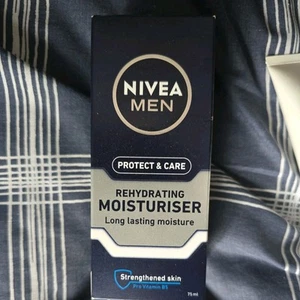 NIVEA
MEN
PROTECT & CARE
REHYDRATING
MOISTURISER
Long lasting moisture
Strengthened skin
Pro Vitamin B5
75 ml